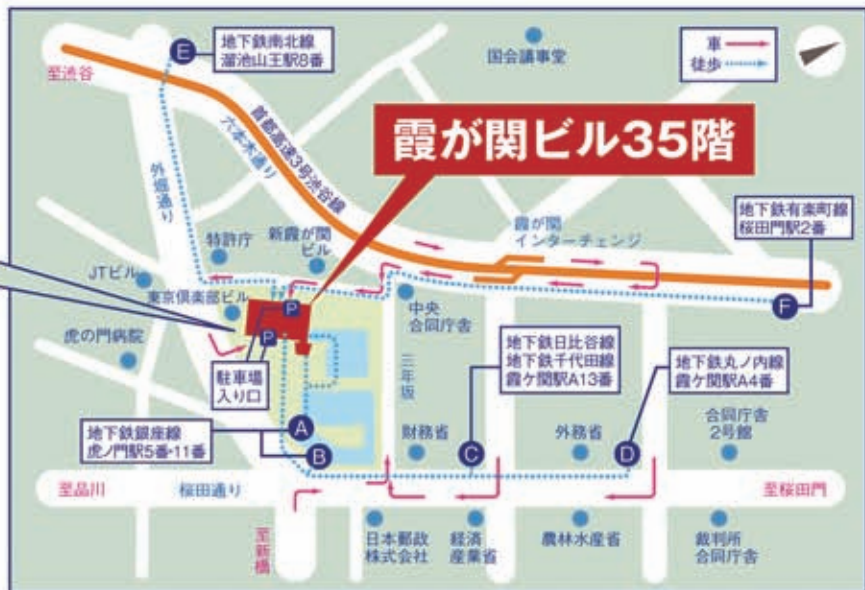 E
地下鉄南北線
溜池山王駅8番
国会議事堂
車
徒歩
至渋谷
首都高速3号渋谷線
六本木通り
外堀通り
霞が関ビル35階
霞が関
インターチェンジ
地下鉄有楽町線
桜田門駅2番
F
特許庁
新霞が関
ビル
JTビル
東京倶楽部ビル
P
P
中央
合同庁舎
虎の門病院
駐車場
入り口
三年坂
地下鉄日比谷線
地下鉄千代田線
霞ケ関駅A13番
地下鉄丸ノ内線
霞ケ関駅A4番
地下鉄銀座線
虎ノ門駅5番・11番
A
B
財務省
C
外務省
D
合同庁舎
2号館
至品川
桜田通り
至桜田門
至新橋
日本郵政
株式会社
経済
産業省
農林水産省
裁判所
合同庁舎